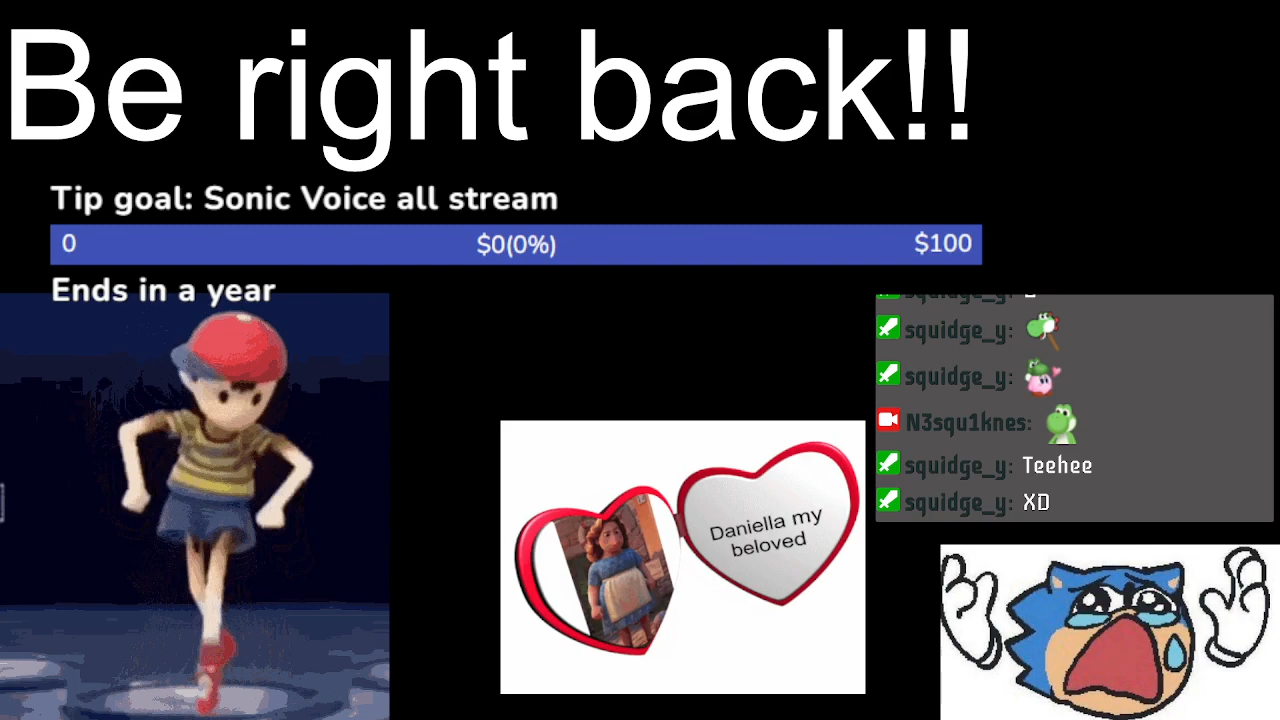 Be right back!!
Tip goal: Sonic Voice all stream
0 $0(0%) $100
Ends in a year
squidge_y:
squidge_y:
squidge_y:
N3squ1knes:
squidge_y: Teehee
squidge_y: XD
Daniella my
beloved